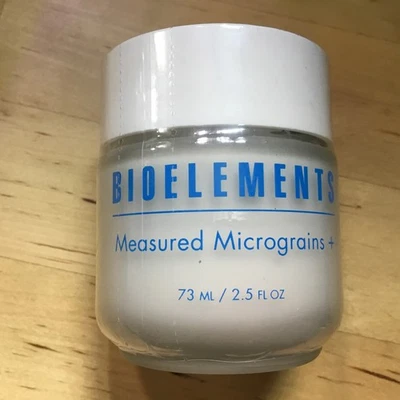 BIOELEMENTS
Measured Micrograins +
73 ML / 2.5 FL OZ